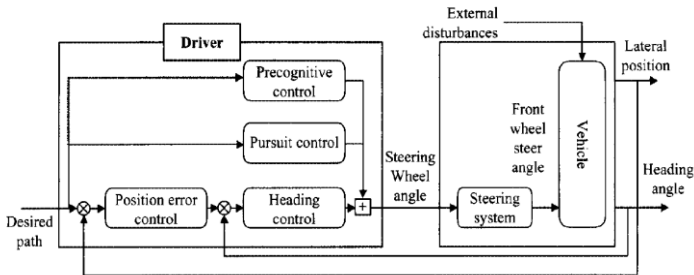 External
disturbances
Driver
Lateral
position
Precognitive
control
Front
wheel
steer
angle
Vehicle
Pursuit control
Steering
Wheel
angle
Heading
angle
Desired
path
Position error
control
Heading
control
+
Steering
system